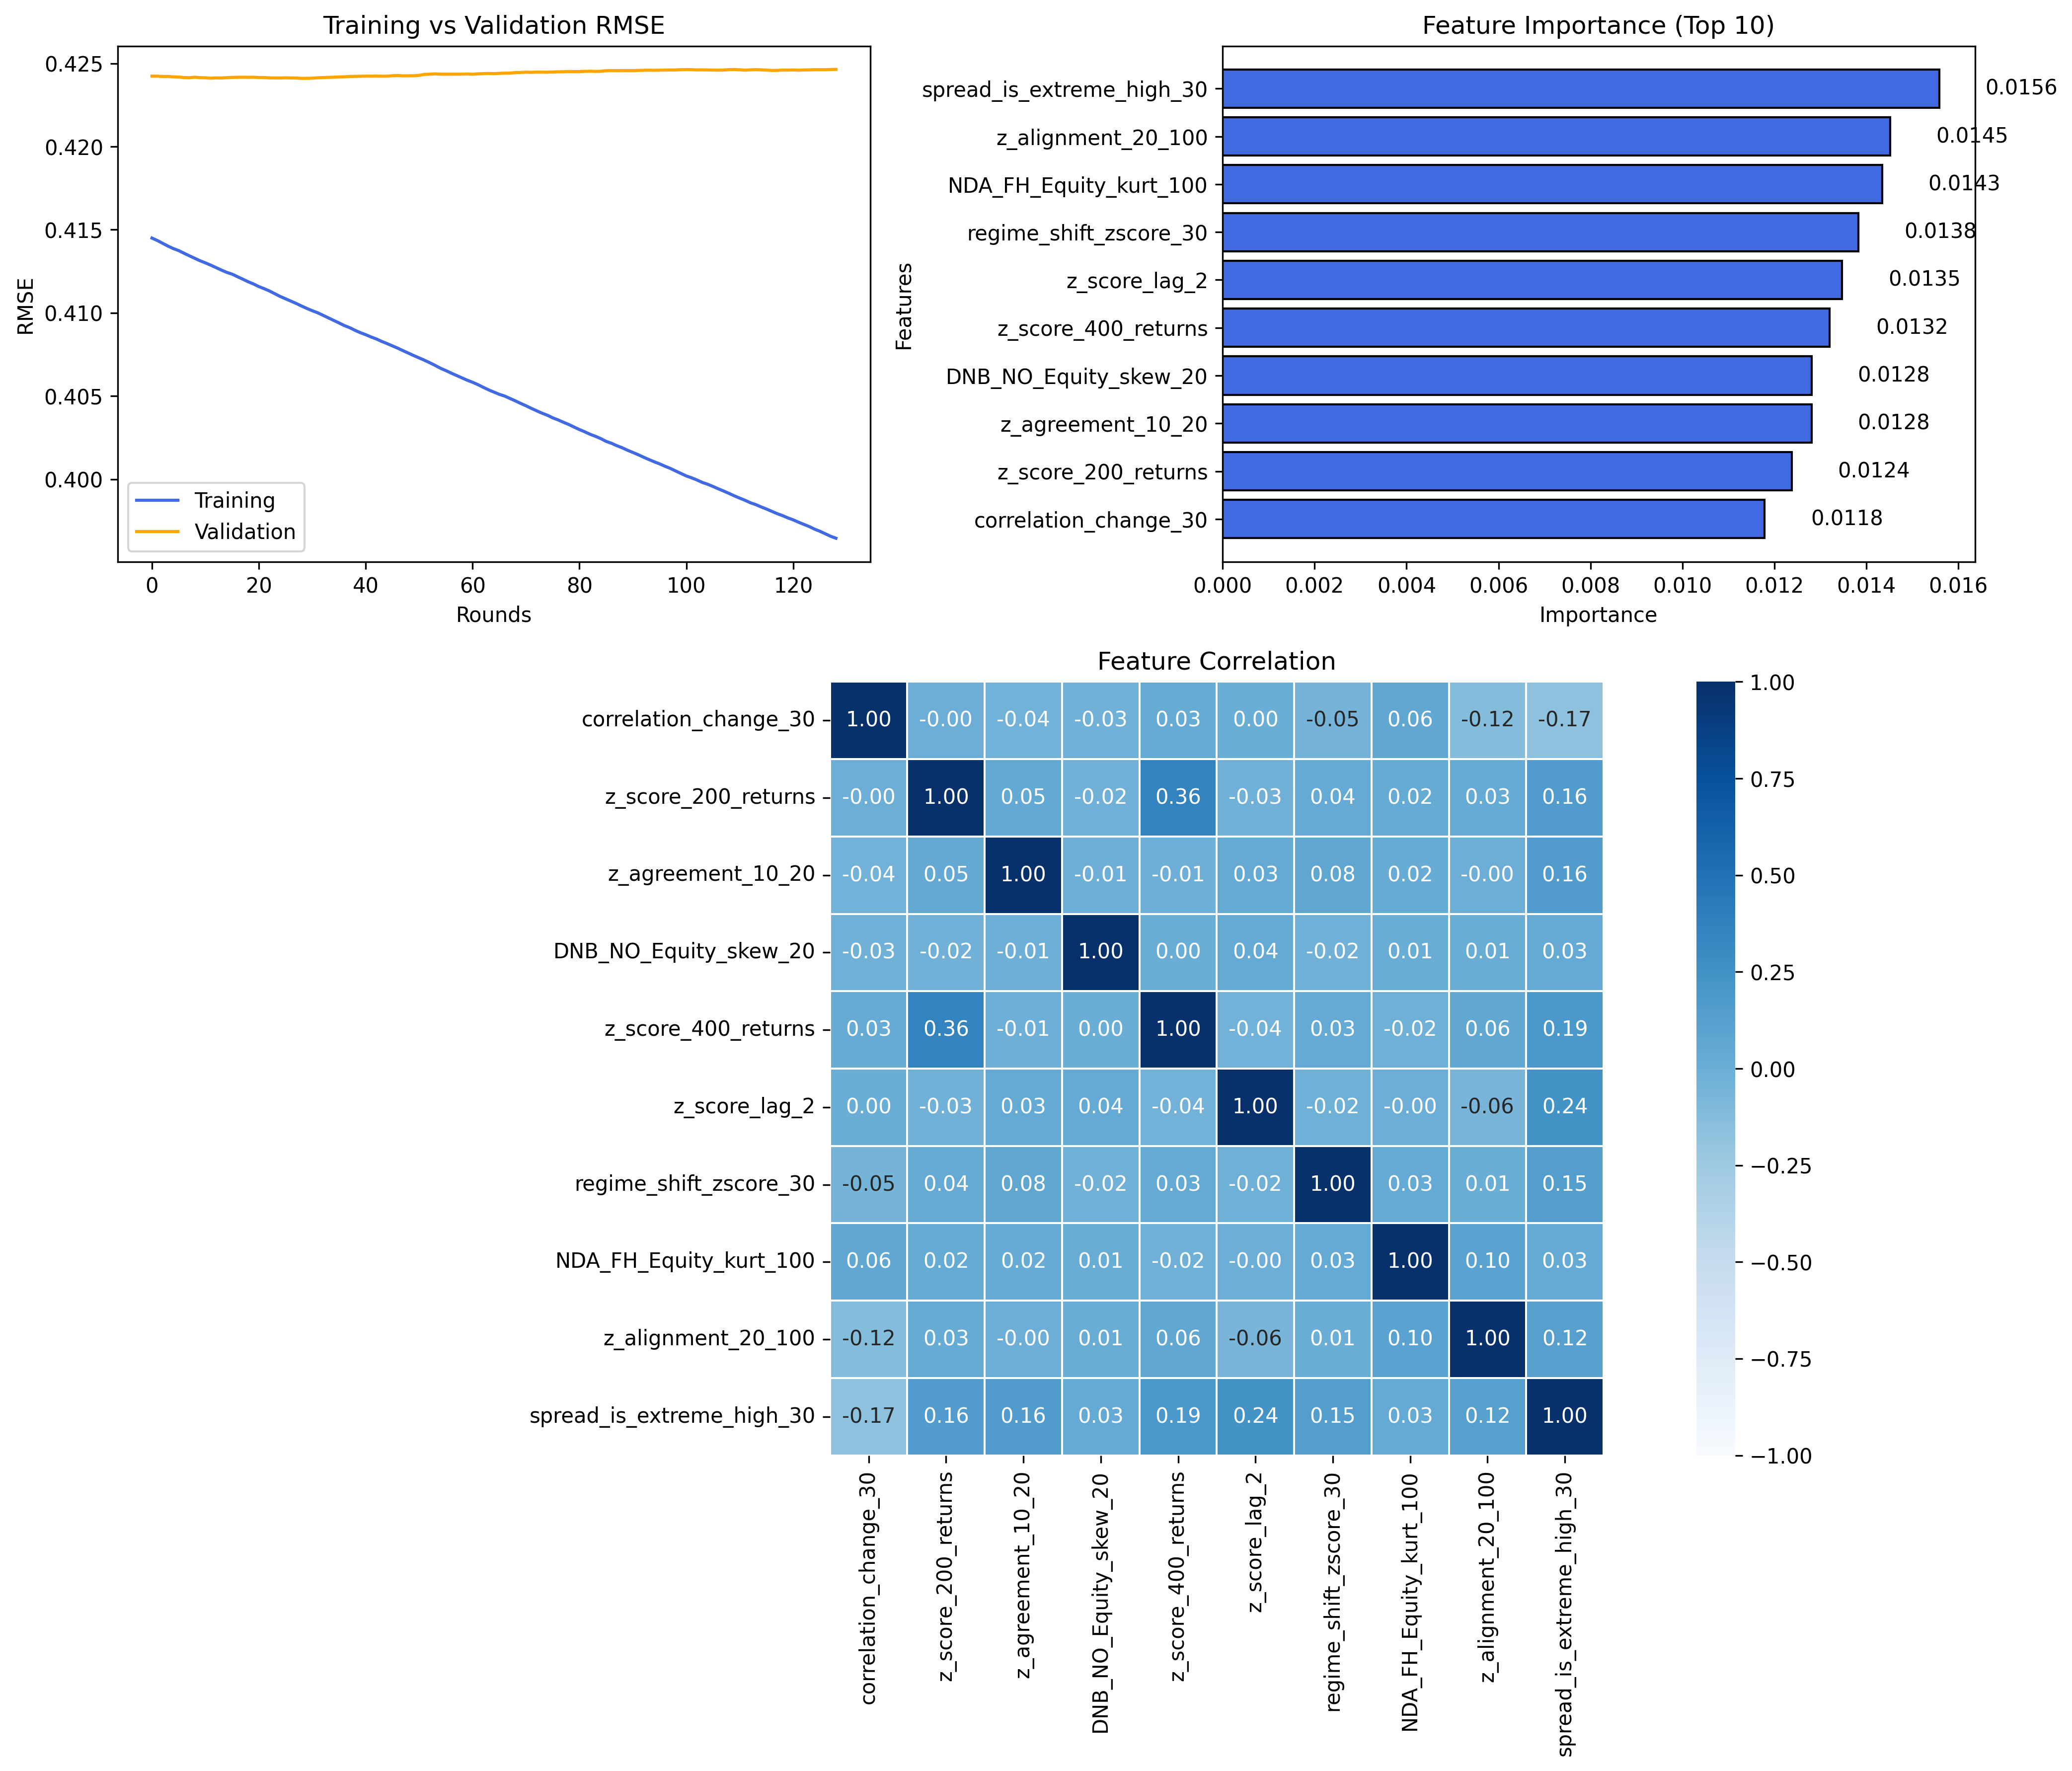 Training vs Validation RMSE
0.425
0.420
0.415
0.410
0.405
0.400
RMSE
Training
Validation
0 20 40 60 80 100 120
Rounds
Feature Importance (Top 10)
Features
spread_is_extreme_high_30 0.0156
z_alignment_20_100 0.0145
NDA_FH_Equity_kurt_100 0.0143
regime_shift_zscore_30 0.0138
z_score_lag_2 0.0135
z_score_400_returns 0.0132
DNB_NO_Equity_skew_20 0.0128
z_agreement_10_20 0.0128
z_score_200_returns 0.0124
correlation_change_30 0.0118
0.000 0.002 0.004 0.006 0.008 0.010 0.012 0.014 0.016
Importance
Feature Correlation
correlation_change_30 1.00 -0.00 -0.04 -0.03 0.03 0.00 -0.05 0.06 -0.12 -0.17
z_score_200_returns -0.00 1.00 0.05 -0.02 0.36 -0.03 0.04 0.02 0.03 0.16
z_agreement_10_20 -0.04 0.05 1.00 -0.01 -0.01 0.03 0.08 0.02 -0.00 0.16
DNB_NO_Equity_skew_20 -0.03 -0.02 -0.01 1.00 0.00 0.04 -0.02 0.01 0.01 0.03
z_score_400_returns 0.03 0.36 -0.01 0.00 1.00 -0.04 0.03 -0.02 0.06 0.19
z_score_lag_2 0.00 -0.03 0.03 0.04 -0.04 1.00 -0.02 -0.00 -0.06 0.24
regime_shift_zscore_30 -0.05 0.04 0.08 -0.02 0.03 -0.02 1.00 0.03 0.01 0.15
NDA_FH_Equity_kurt_100 0.06 0.02 0.02 0.01 -0.02 -0.00 0.03 1.00 0.10 0.03
z_alignment_20_100 -0.12 0.03 -0.00 0.01 0.06 -0.06 0.01 0.10 1.00 0.12
spread_is_extreme_high_30 -0.17 0.16 0.16 0.03 0.19 0.24 0.15 0.03 0.12 1.00
correlation_change_30
z_score_200_returns
z_agreement_10_20
DNB_NO_Equity_skew_20
z_score_400_returns
z_score_lag_2
regime_shift_zscore_30
NDA_FH_Equity_kurt_100
z_alignment_20_100
spread_is_extreme_high_30
1.00
0.75
0.50
0.25
0.00
−0.25
−0.50
−0.75
−1.00